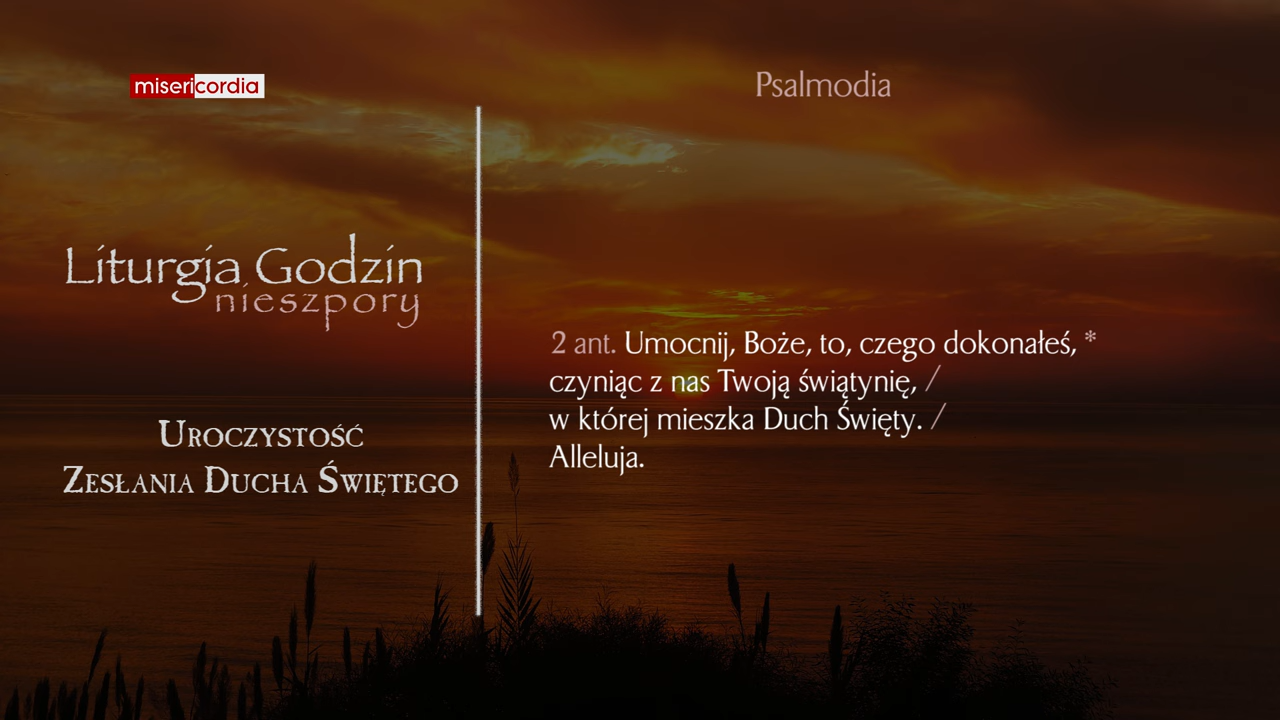 misericordia
Psalmodia
Liturgia Godzin
nieszpory
Uroczystość
Zesłania Ducha Świętego
2 ant. Umocnij, Boże, to, czego dokonałeś, *
czyniąc z nas Twoją świątynię, /
w której mieszka Duch Święty. /
Alleluja.